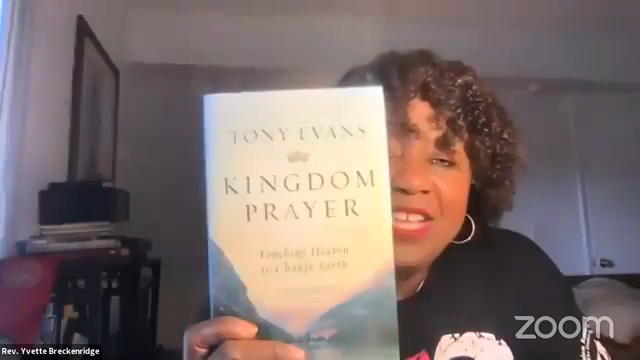 TONY EVANS
KINGDOM
PRAYER
Touching Heaven
to Change Earth
Rev. Yvette Breckenridge
zoom